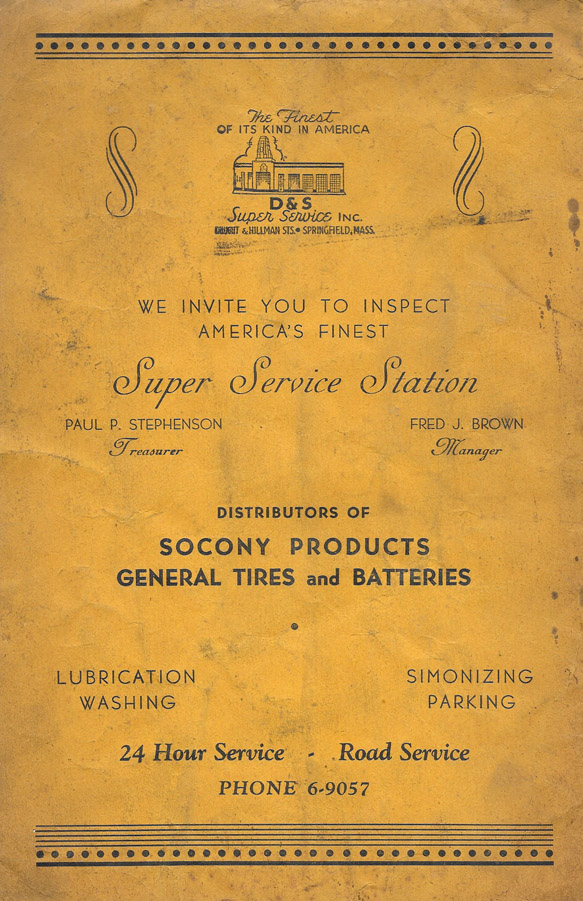 The Finest
OF ITS KIND IN AMERICA
D&S
Super Service INC.
& HILLMAN STS. • SPRINGFIELD, MASS.
WE INVITE YOU TO INSPECT
AMERICA'S FINEST
Super Service Station
PAUL P. STEPHENSON
Treasurer
FRED J. BROWN
Manager
DISTRIBUTORS OF
SOCONY PRODUCTS
GENERAL TIRES and BATTERIES
LUBRICATION
WASHING
SIMONIZING
PARKING
24 Hour Service - Road Service
PHONE 6-9057